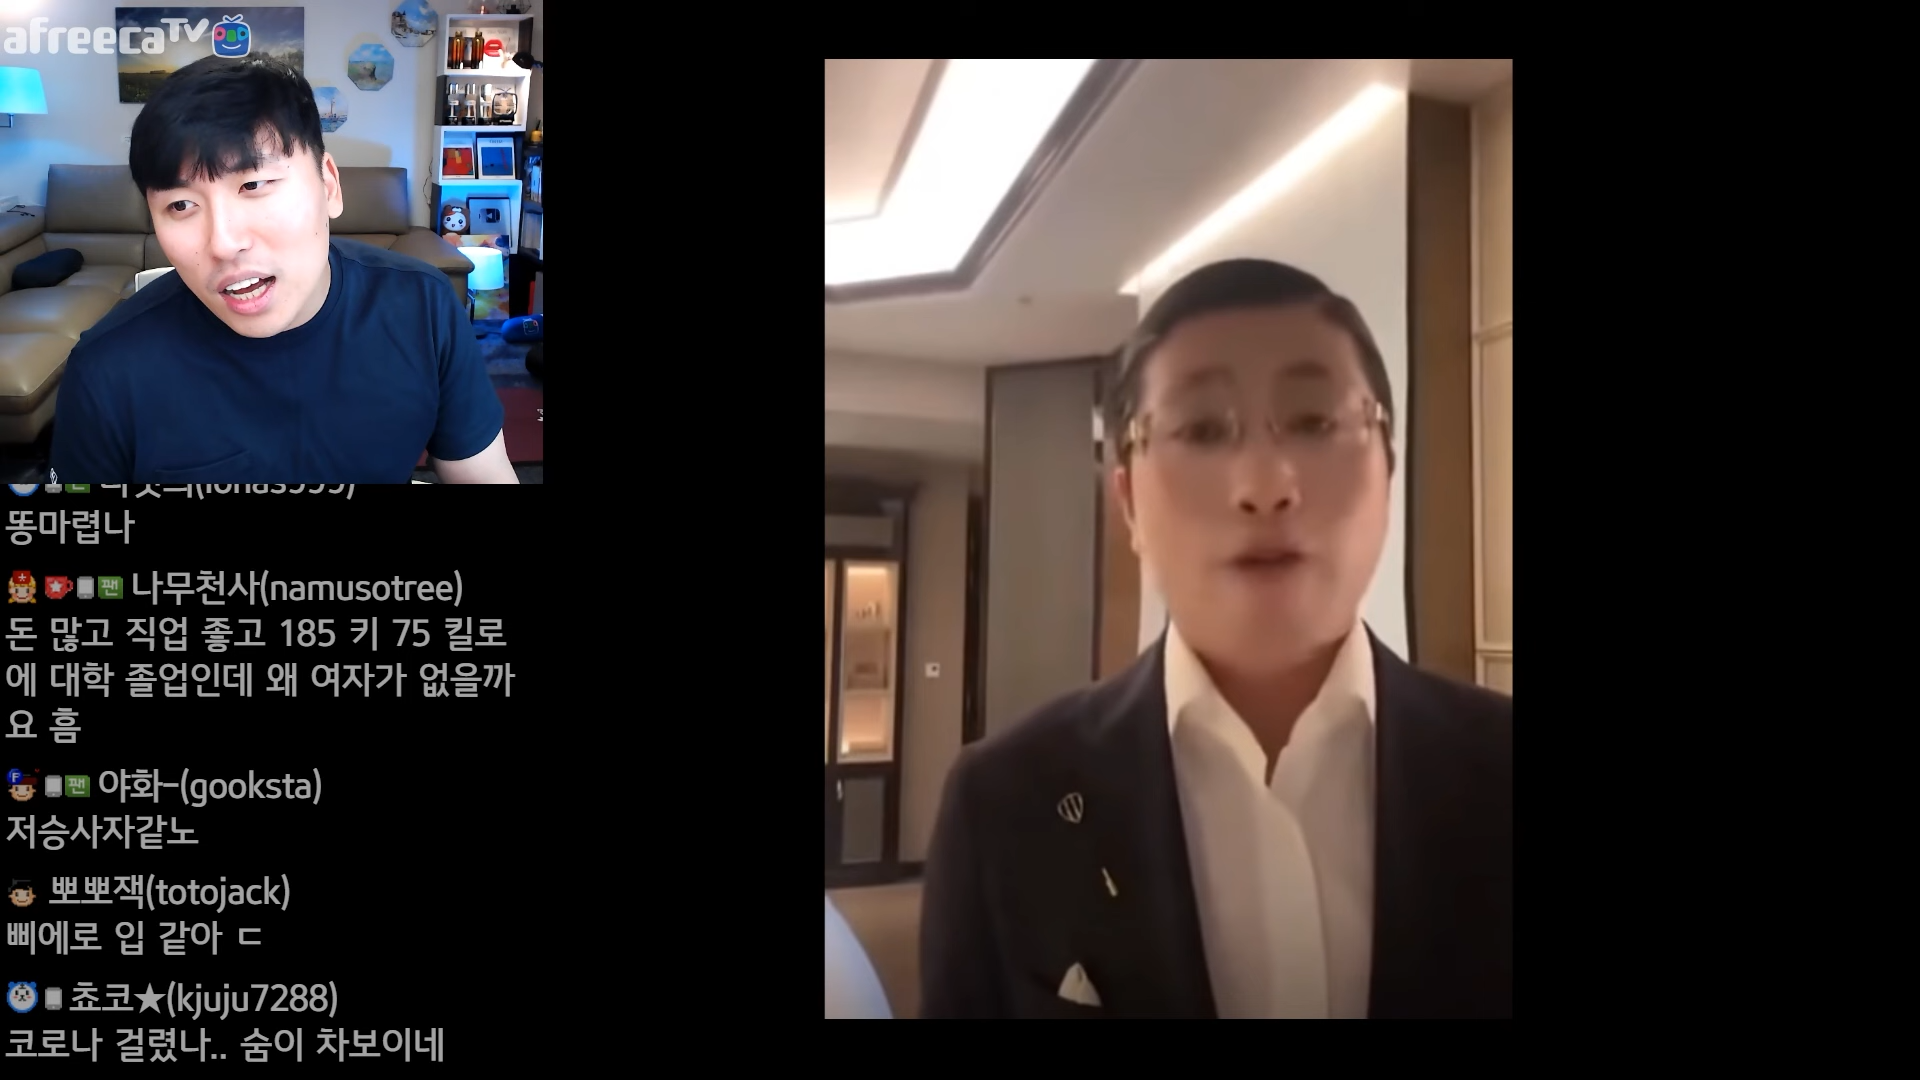 afreecaTV
똥마렵나
나무천사(namusotree)
돈 많고 직업 좋고 185 키 75 킬로
에 대학 졸업인데 왜 여자가 없을까
요 흠
야화-(gooksta)
저승사자같노
뽀뽀잭(totojack)
삐에로 입 같아 ㄷ
쵸코★(kjuju7288)
코로나 걸렸나.. 숨이 차보이네